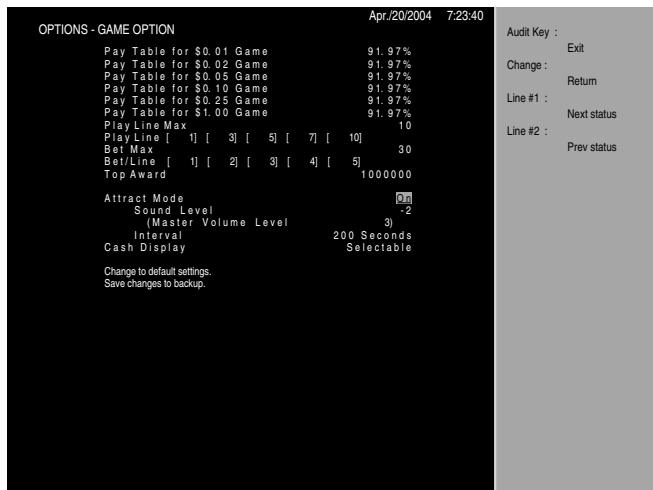 Apr./20/2004 7:23:40
OPTIONS - GAME OPTION
Pay Table for $0.01 Game 91.97%
Pay Table for $0.02 Game 91.97%
Pay Table for $0.05 Game 91.97%
Pay Table for $0.10 Game 91.97%
Pay Table for $0.25 Game 91.97%
Pay Table for $1.00 Game 91.97%
Play Line Max 10
Play Line [ 1] [ 3] [ 5] [ 7] [ 10]
Bet Max 30
Bet/Line [ 1] [ 2] [ 3] [ 4] [ 5]
Top Award 1000000
Attract Mode On
Sound Level -2
(Master Volume Level 3)
Interval 200 Seconds
Cash Display Selectable
Change to default settings.
Save changes to backup.
Audit Key :
Exit
Change :
Return
Line #1 :
Next status
Line #2 :
Prev status